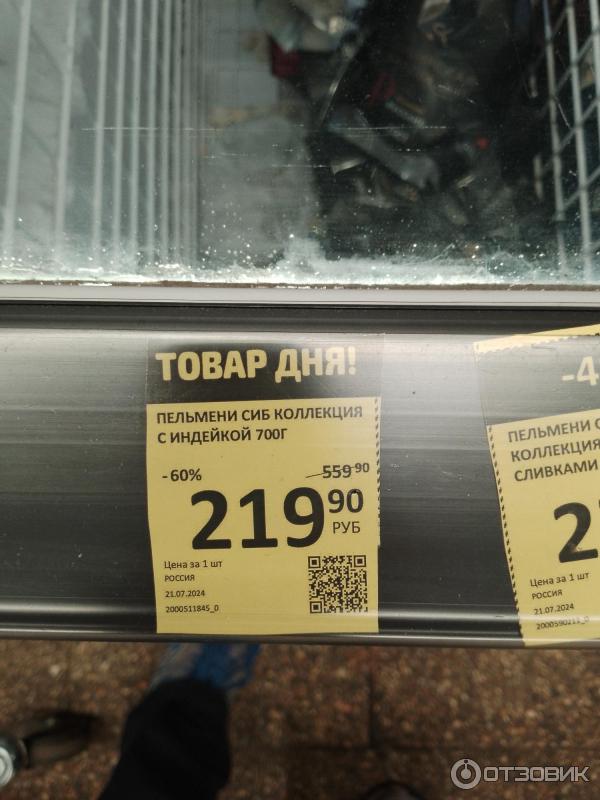 ТОВАР ДНЯ!
ПЕЛЬМЕНИ СИБ КОЛЛЕКЦИЯ
С ИНДЕЙКОЙ 700Г
-60%
559 90
219 90
РУБ
Цена за 1 шт
РОССИЯ
21.07.2024
2000511845_0
-4
ПЕЛЬМЕНИ С
КОЛЛЕКЦИЯ
СЛИВКАМИ
2
Цена за 1 шт
РОССИЯ
21.07.2024
2000590211_0
ОТЗОВИК